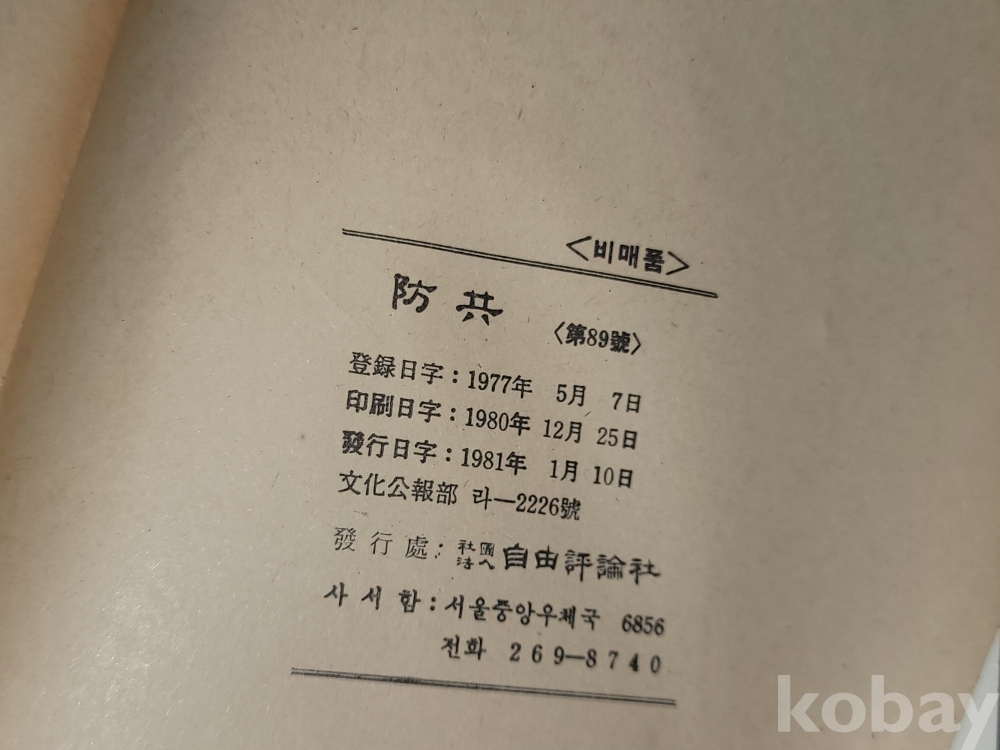 <비매품>
防共 〈第89號〉
登録日字 : 1977年 5月 7日
印刷日字 : 1980年 12月 25日
發行日字 : 1981年 1月 10日
文化公報部 라—2226號
發行處 : 社團法人 自由評論社
사서함 : 서울중앙우체국 6856
전화 269—8740
kobay